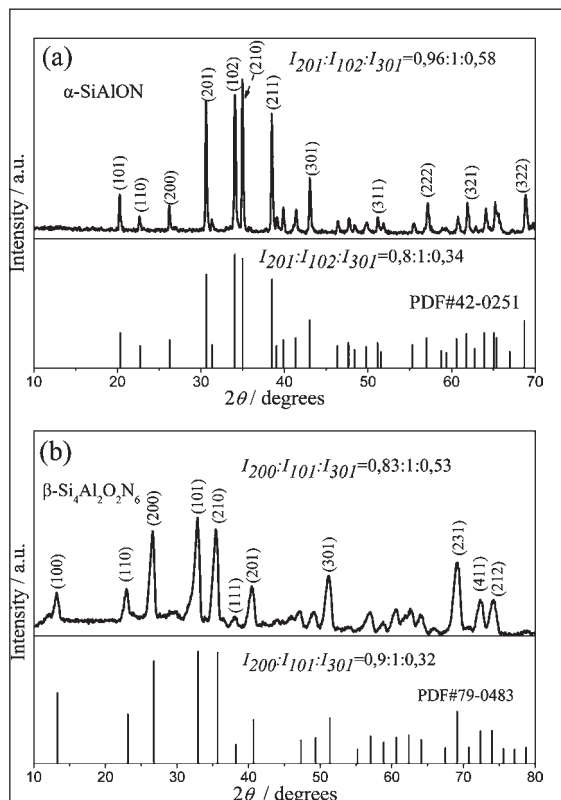 (a)
I201:I102:I301=0,96:1:0,58
α-SiAlON
(101)
(110)
(200)
(201)
(102)
(210)
(211)
(301)
(311)
(222)
(321)
(322)
Intensity / a.u.
I201:I102:I301=0,8:1:0,34
PDF#42-0251
10 20 30 40 50 60 70
2θ / degrees
(b)
I200:I101:I301=0,83:1:0,53
β-Si4Al2O2N6
(100)
(110)
(200)
(101)
(210)
(111)
(201)
(301)
(231)
(411)
(212)
Intensity / a.u.
I200:I101:I301=0,9:1:0,32
PDF#79-0483
10 20 30 40 50 60 70 80
2θ / degrees